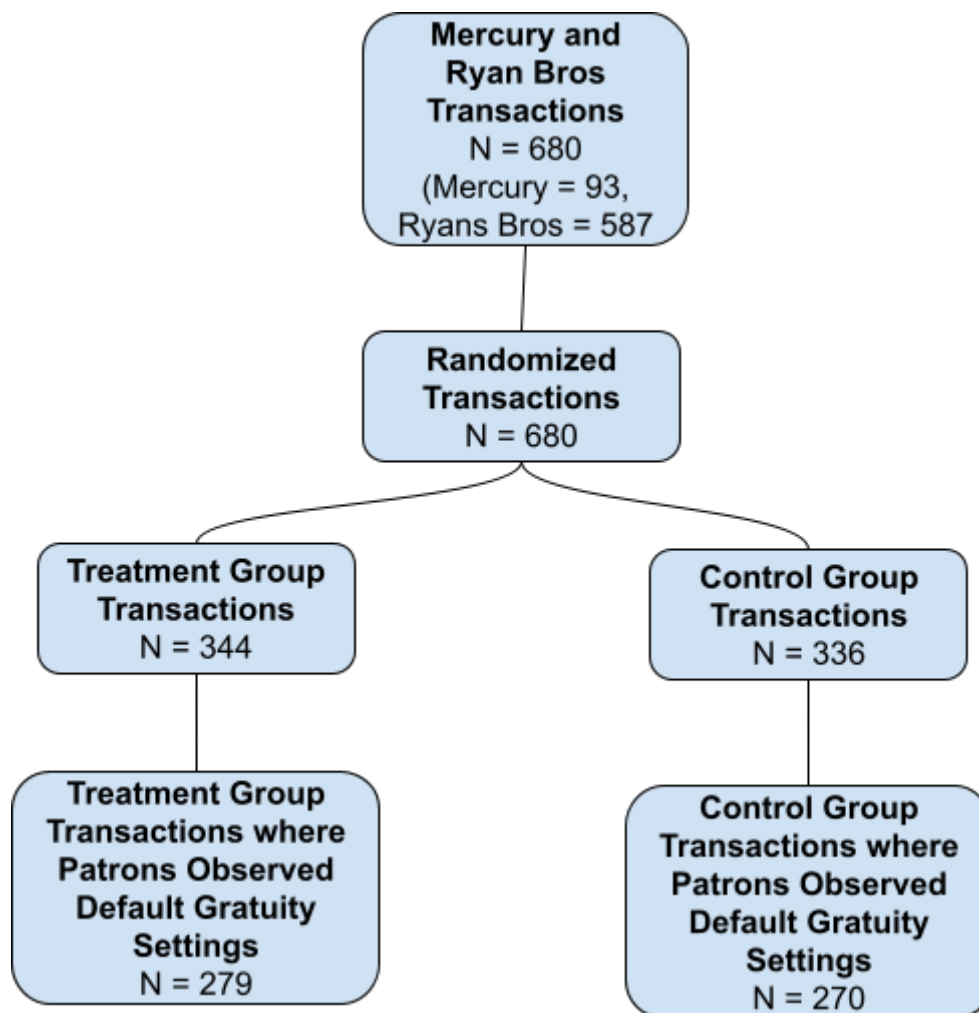 Mercury and
Ryan Bros
Transactions
N = 680
(Mercury = 93,
Ryans Bros = 587
Randomized
Transactions
N = 680
Treatment Group
Transactions
N = 344
Control Group
Transactions
N = 336
Treatment Group
Transactions where
Patrons Observed
Default Gratuity
Settings
N = 279
Control Group
Transactions where
Patrons Observed
Default Gratuity
Settings
N = 270